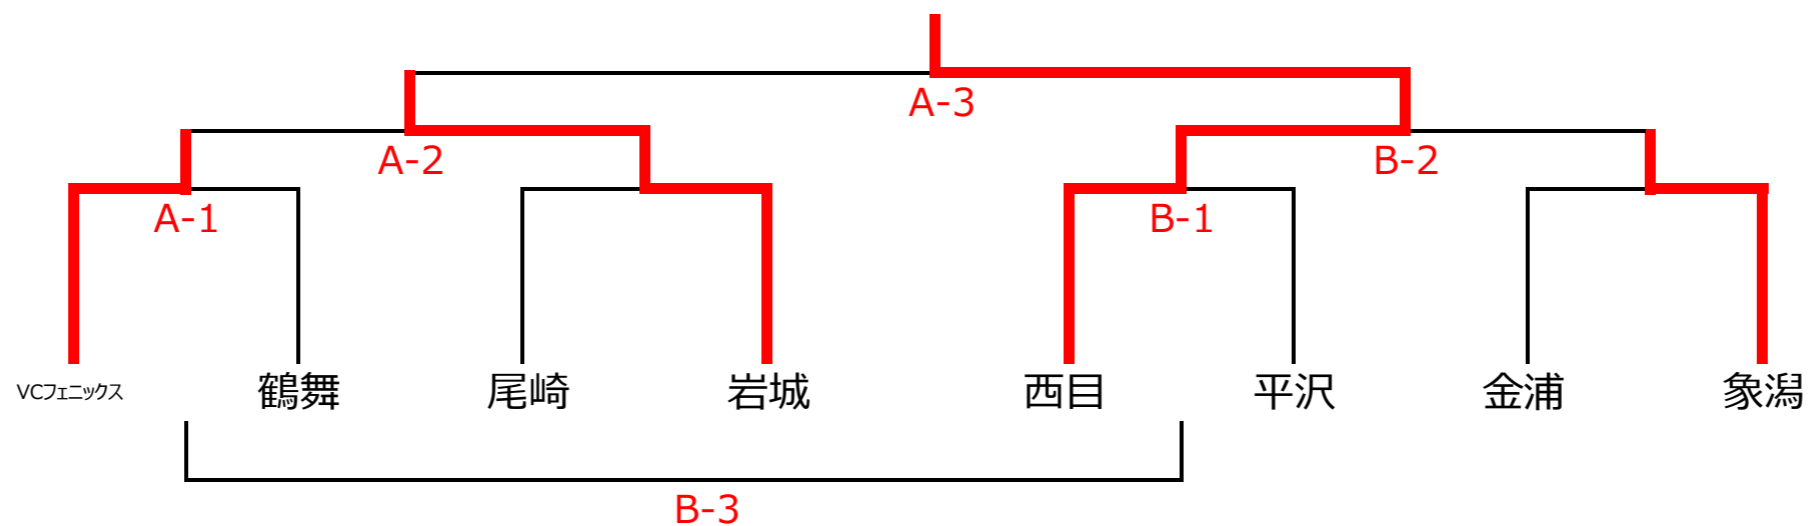 A-3
A-2
B-2
A-1
B-1
VCフェニックス
鶴舞
尾崎
岩城
西目
平沢
金浦
象潟
B-3